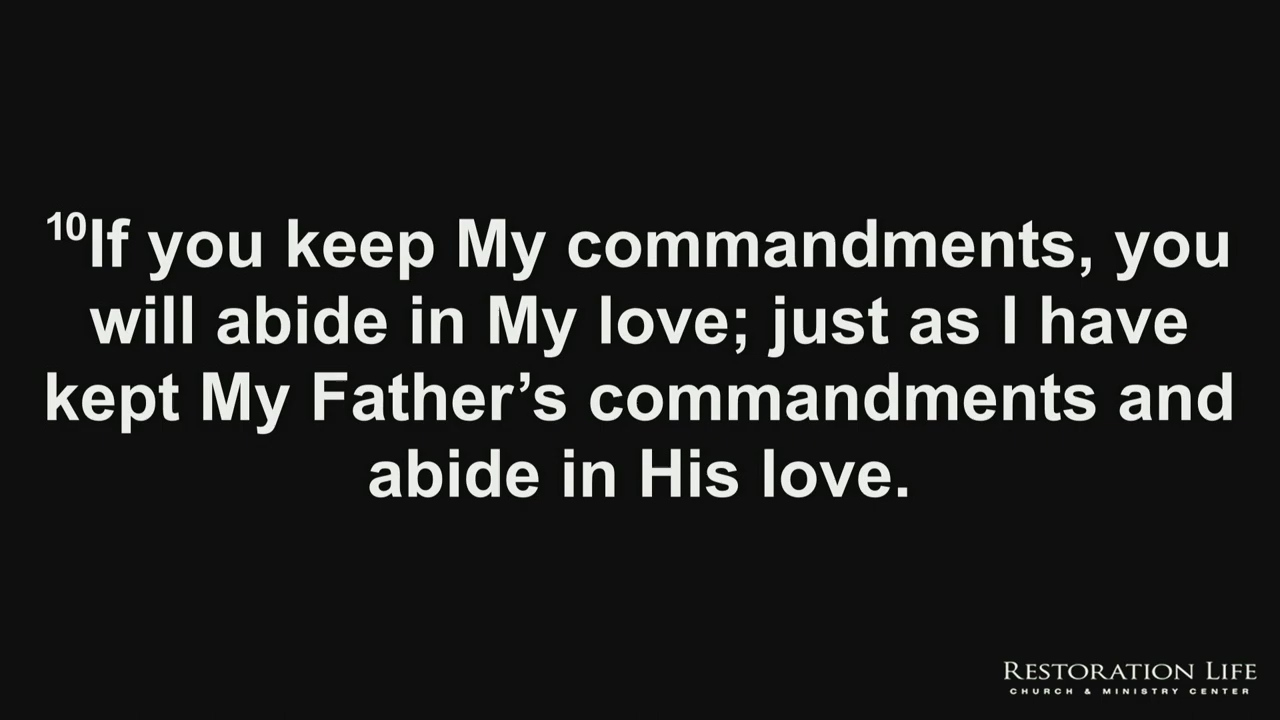 10If you keep My commandments, you
will abide in My love; just as I have
kept My Father’s commandments and
abide in His love.
RESTORATION LIFE
CHURCH & MINISTRY CENTER